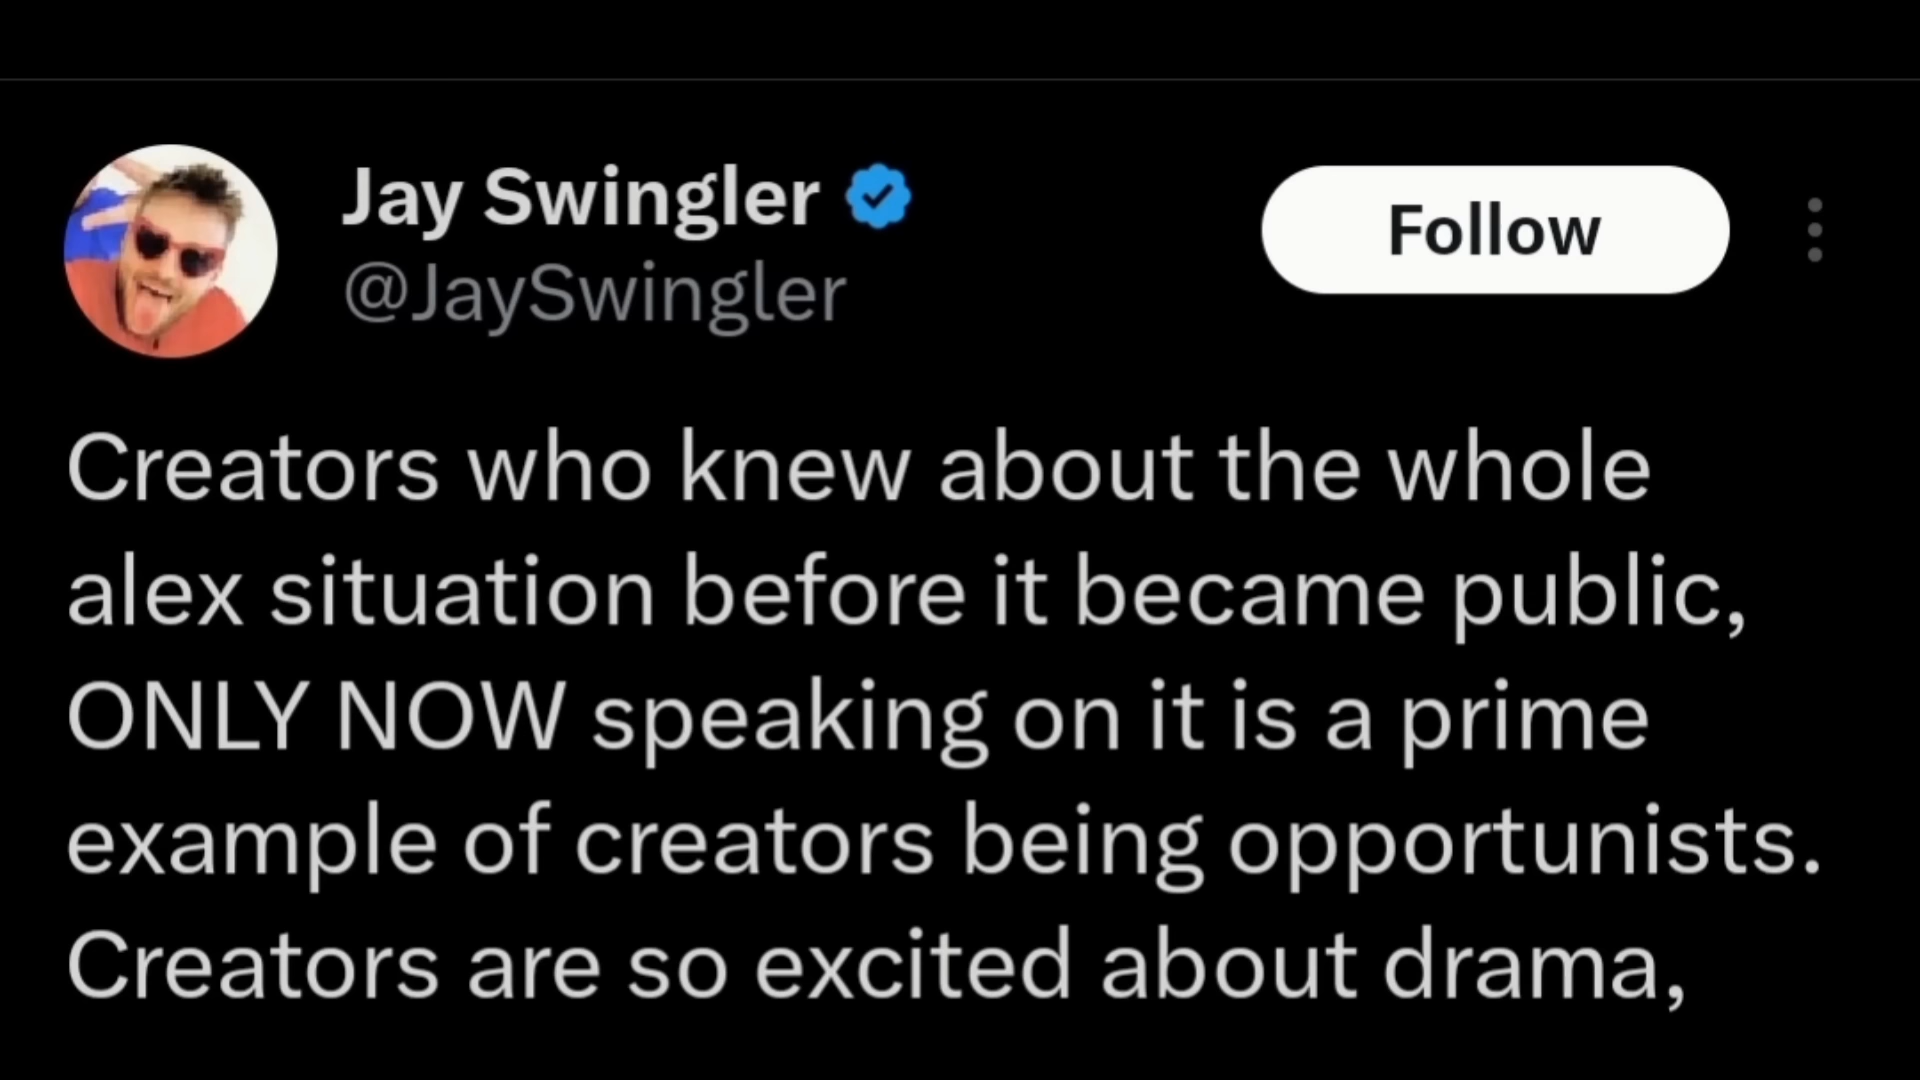 Jay Swingler
Follow
@JaySwingler
Creators who knew about the whole
alex situation before it became public,
ONLY NOW speaking on it is a prime
example of creators being opportunists.
Creators are so excited about drama,